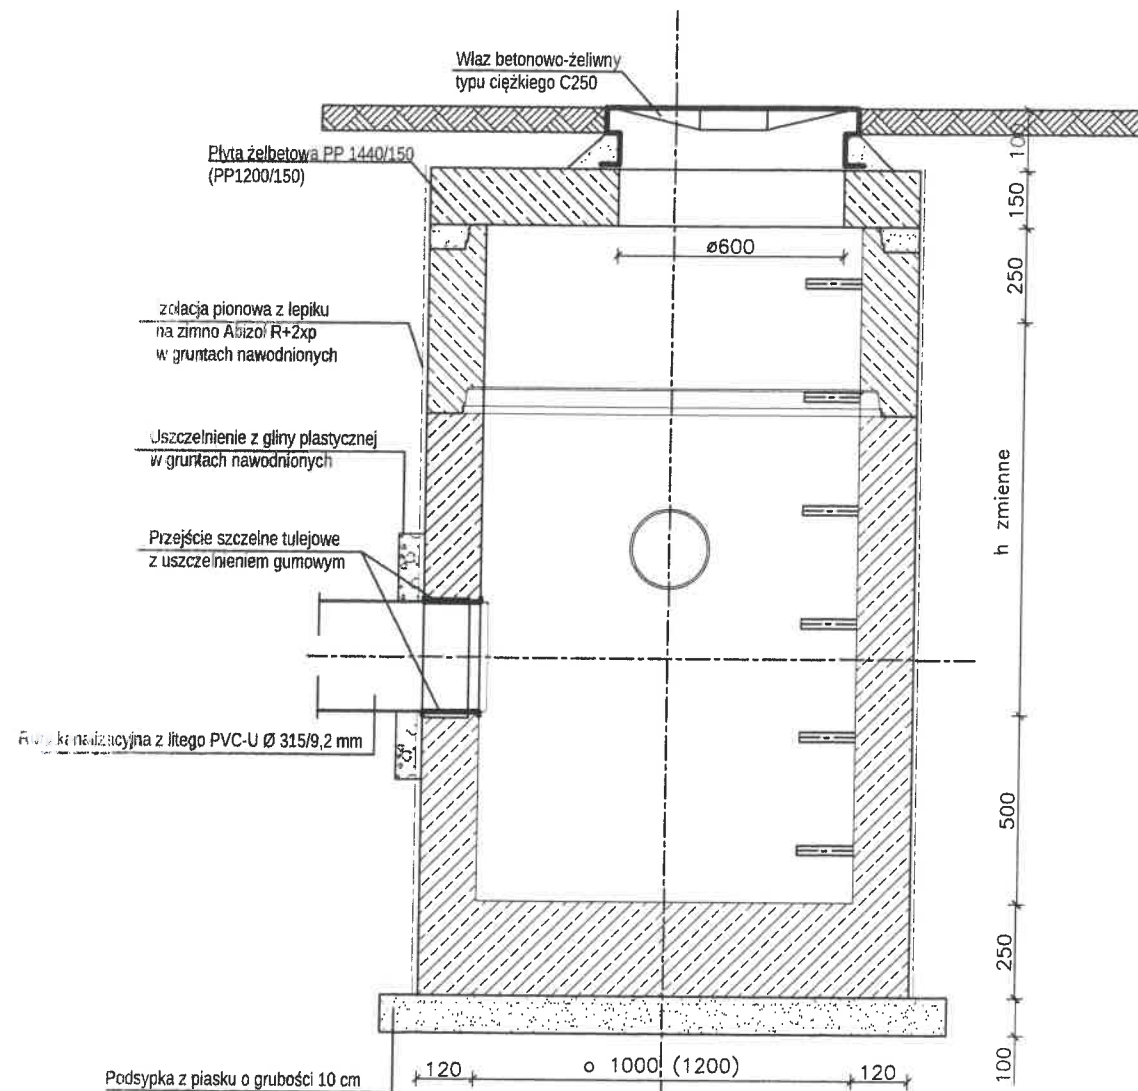 Właz betonowo-żeliwny
typu ciężkiego C250
Płyta żelbetowa PP 1440/150
(PP1200/150)
zolacja pionowa z lepiku
na zimno Abizol R+2xp
w gruntach nawodnionych
Uszczelnienie z gliny plastycznej
w gruntach nawodnionych
Przejście szczelne tulejowe
z uszczelnieniem gumowym
kanalizacyjna z litego PVC-U Ø 315/9,2 mm
Podsypka z piasku o grubości 10 cm
ø600
100
150
250
h zmienne
500
250
100
120
o 1000 (1200)
120